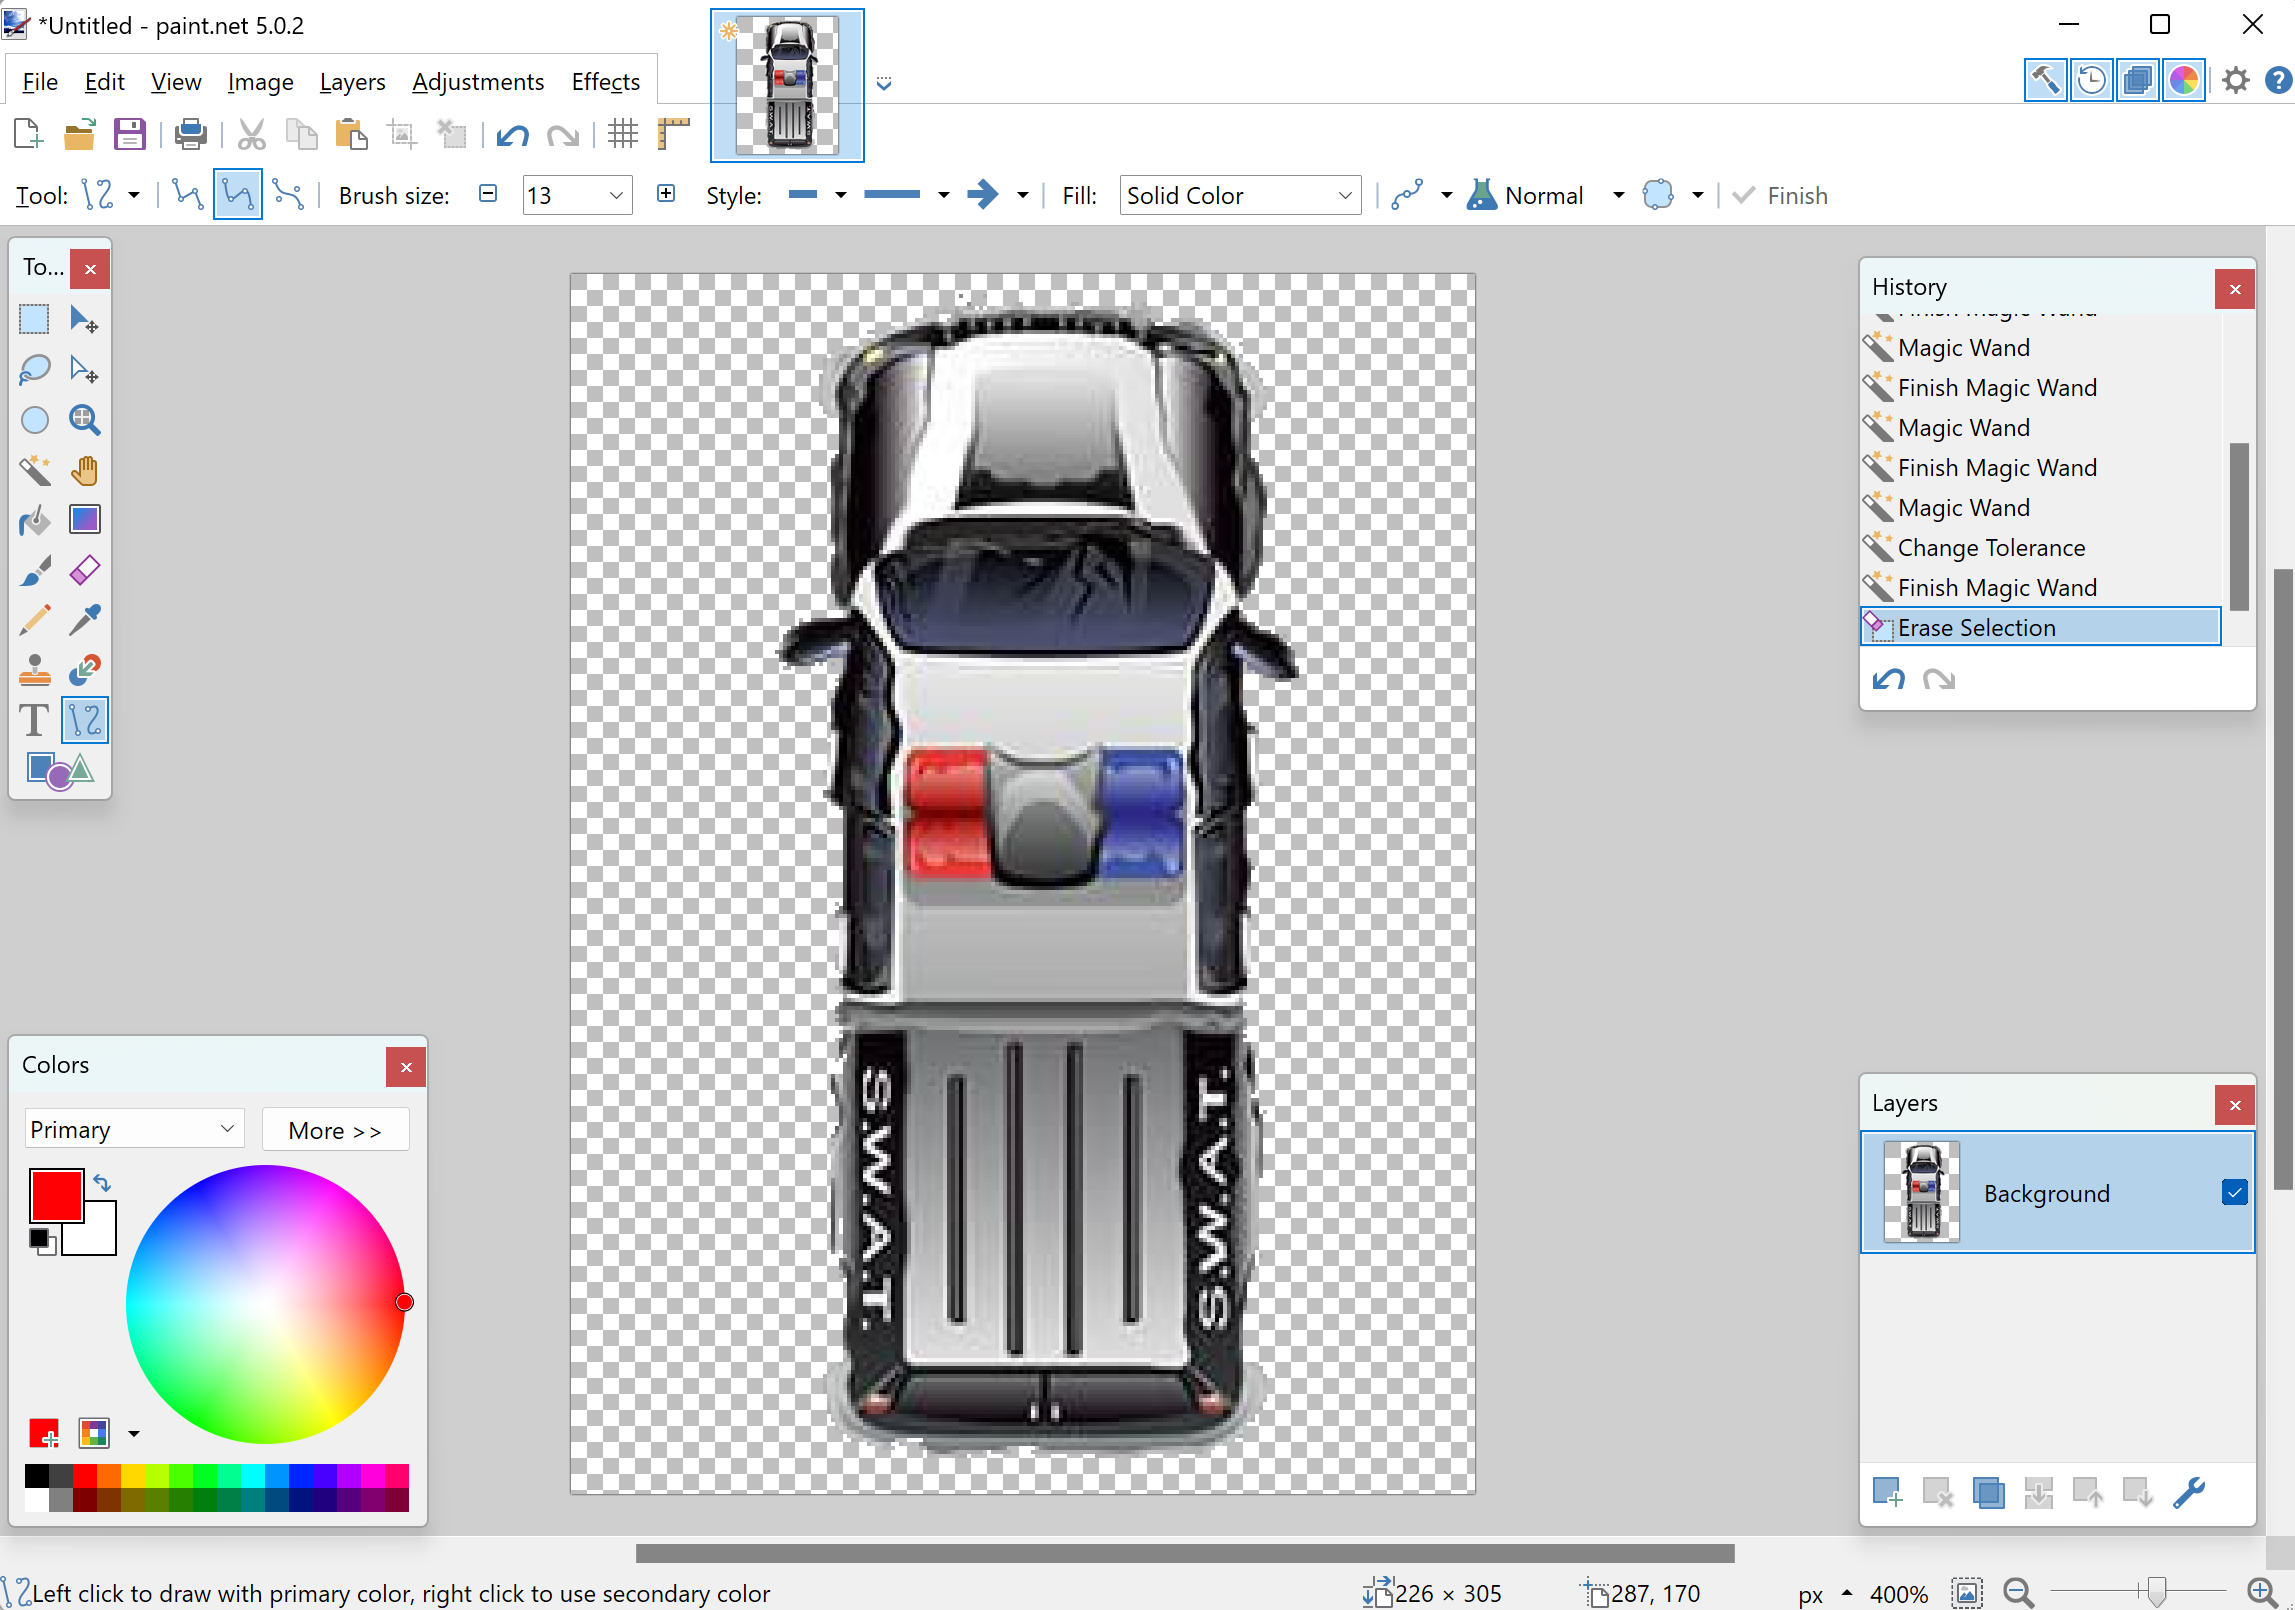 *Untitled - paint.net 5.0.2
File Edit View Image Layers Adjustments Effects
Tool: Brush size: 13 Style: Fill: Solid Color Normal Finish
To...
History
Finish Magic Wand
Magic Wand
Finish Magic Wand
Magic Wand
Finish Magic Wand
Magic Wand
Change Tolerance
Finish Magic Wand
Erase Selection
S.W.A.T.
S.W.A.T.
Colors
Primary
More >>
Layers
Background
Left click to draw with primary color, right click to use secondary color
226 × 305
287, 170
px
400%